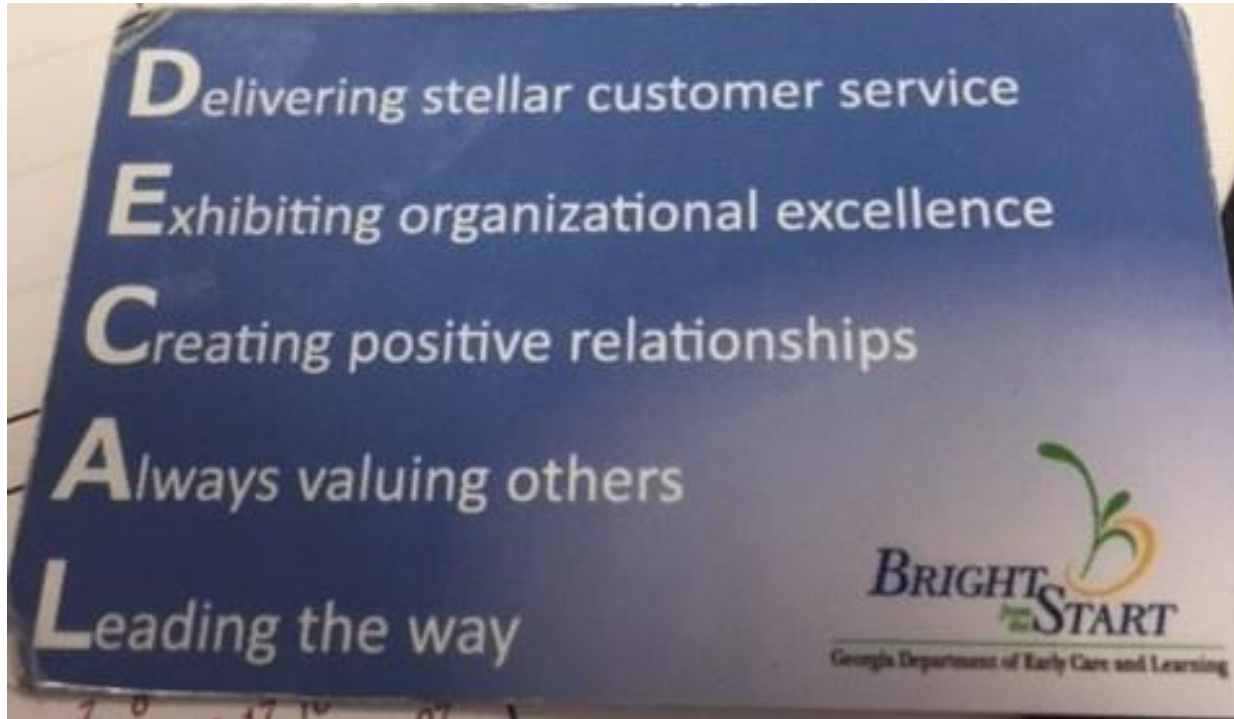 Delivering stellar customer service
Exhibiting organizational excellence
Creating positive relationships
Always valuing others
Leading the way
BRIGHT
from the
START
Georgia Department of Early Care and Learning